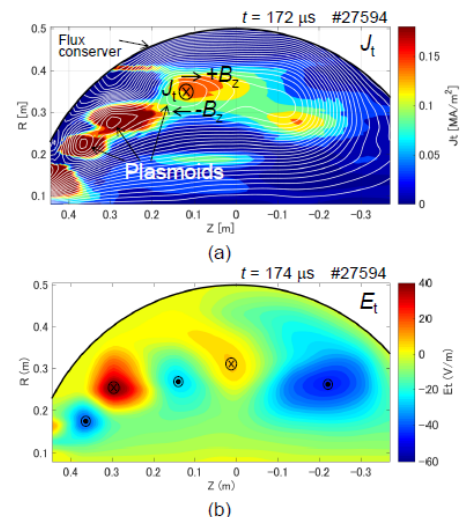 t = 172 μs #27594
Flux
conserver
Jt
+Bz
Jt
-Bz
Plasmoids
R [m]
0.5
0.4
0.3
0.2
0.1
0.4 0.3 0.2 0.1 0 -0.1 -0.2 -0.3
Z [m]
0.15
0.1
0.05
0
Jt [MA/m²]
(a)
t = 174 μs #27594
Et
R (m)
0.5
0.4
0.3
0.2
0.1
0.4 0.3 0.2 0.1 0 -0.1 -0.2 -0.3
Z (m)
40
20
0
-20
-40
-60
Et (V/m)
(b)